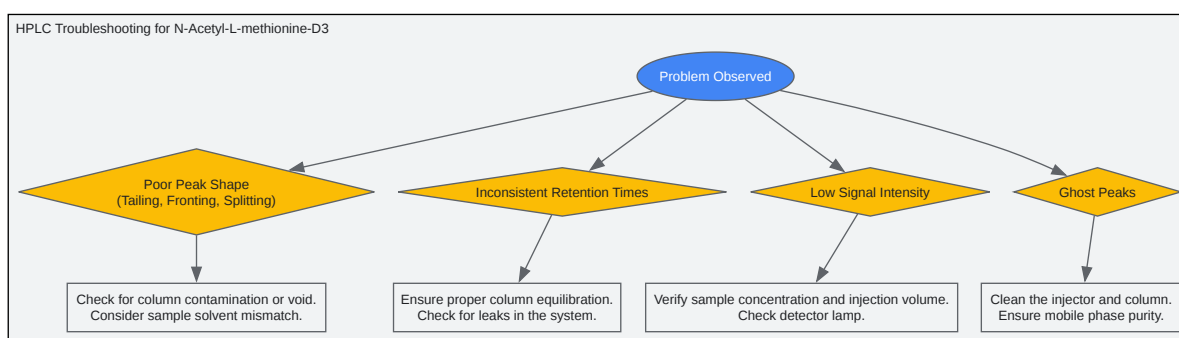 HPLC Troubleshooting for N-Acetyl-L-methionine-D3
Problem Observed
Poor Peak Shape
(Tailing, Fronting, Splitting)
Inconsistent Retention Times
Low Signal Intensity
Ghost Peaks
Check for column contamination or void.
Consider sample solvent mismatch.
Ensure proper column equilibration.
Check for leaks in the system.
Verify sample concentration and injection volume.
Check detector lamp.
Clean the injector and column.
Ensure mobile phase purity.